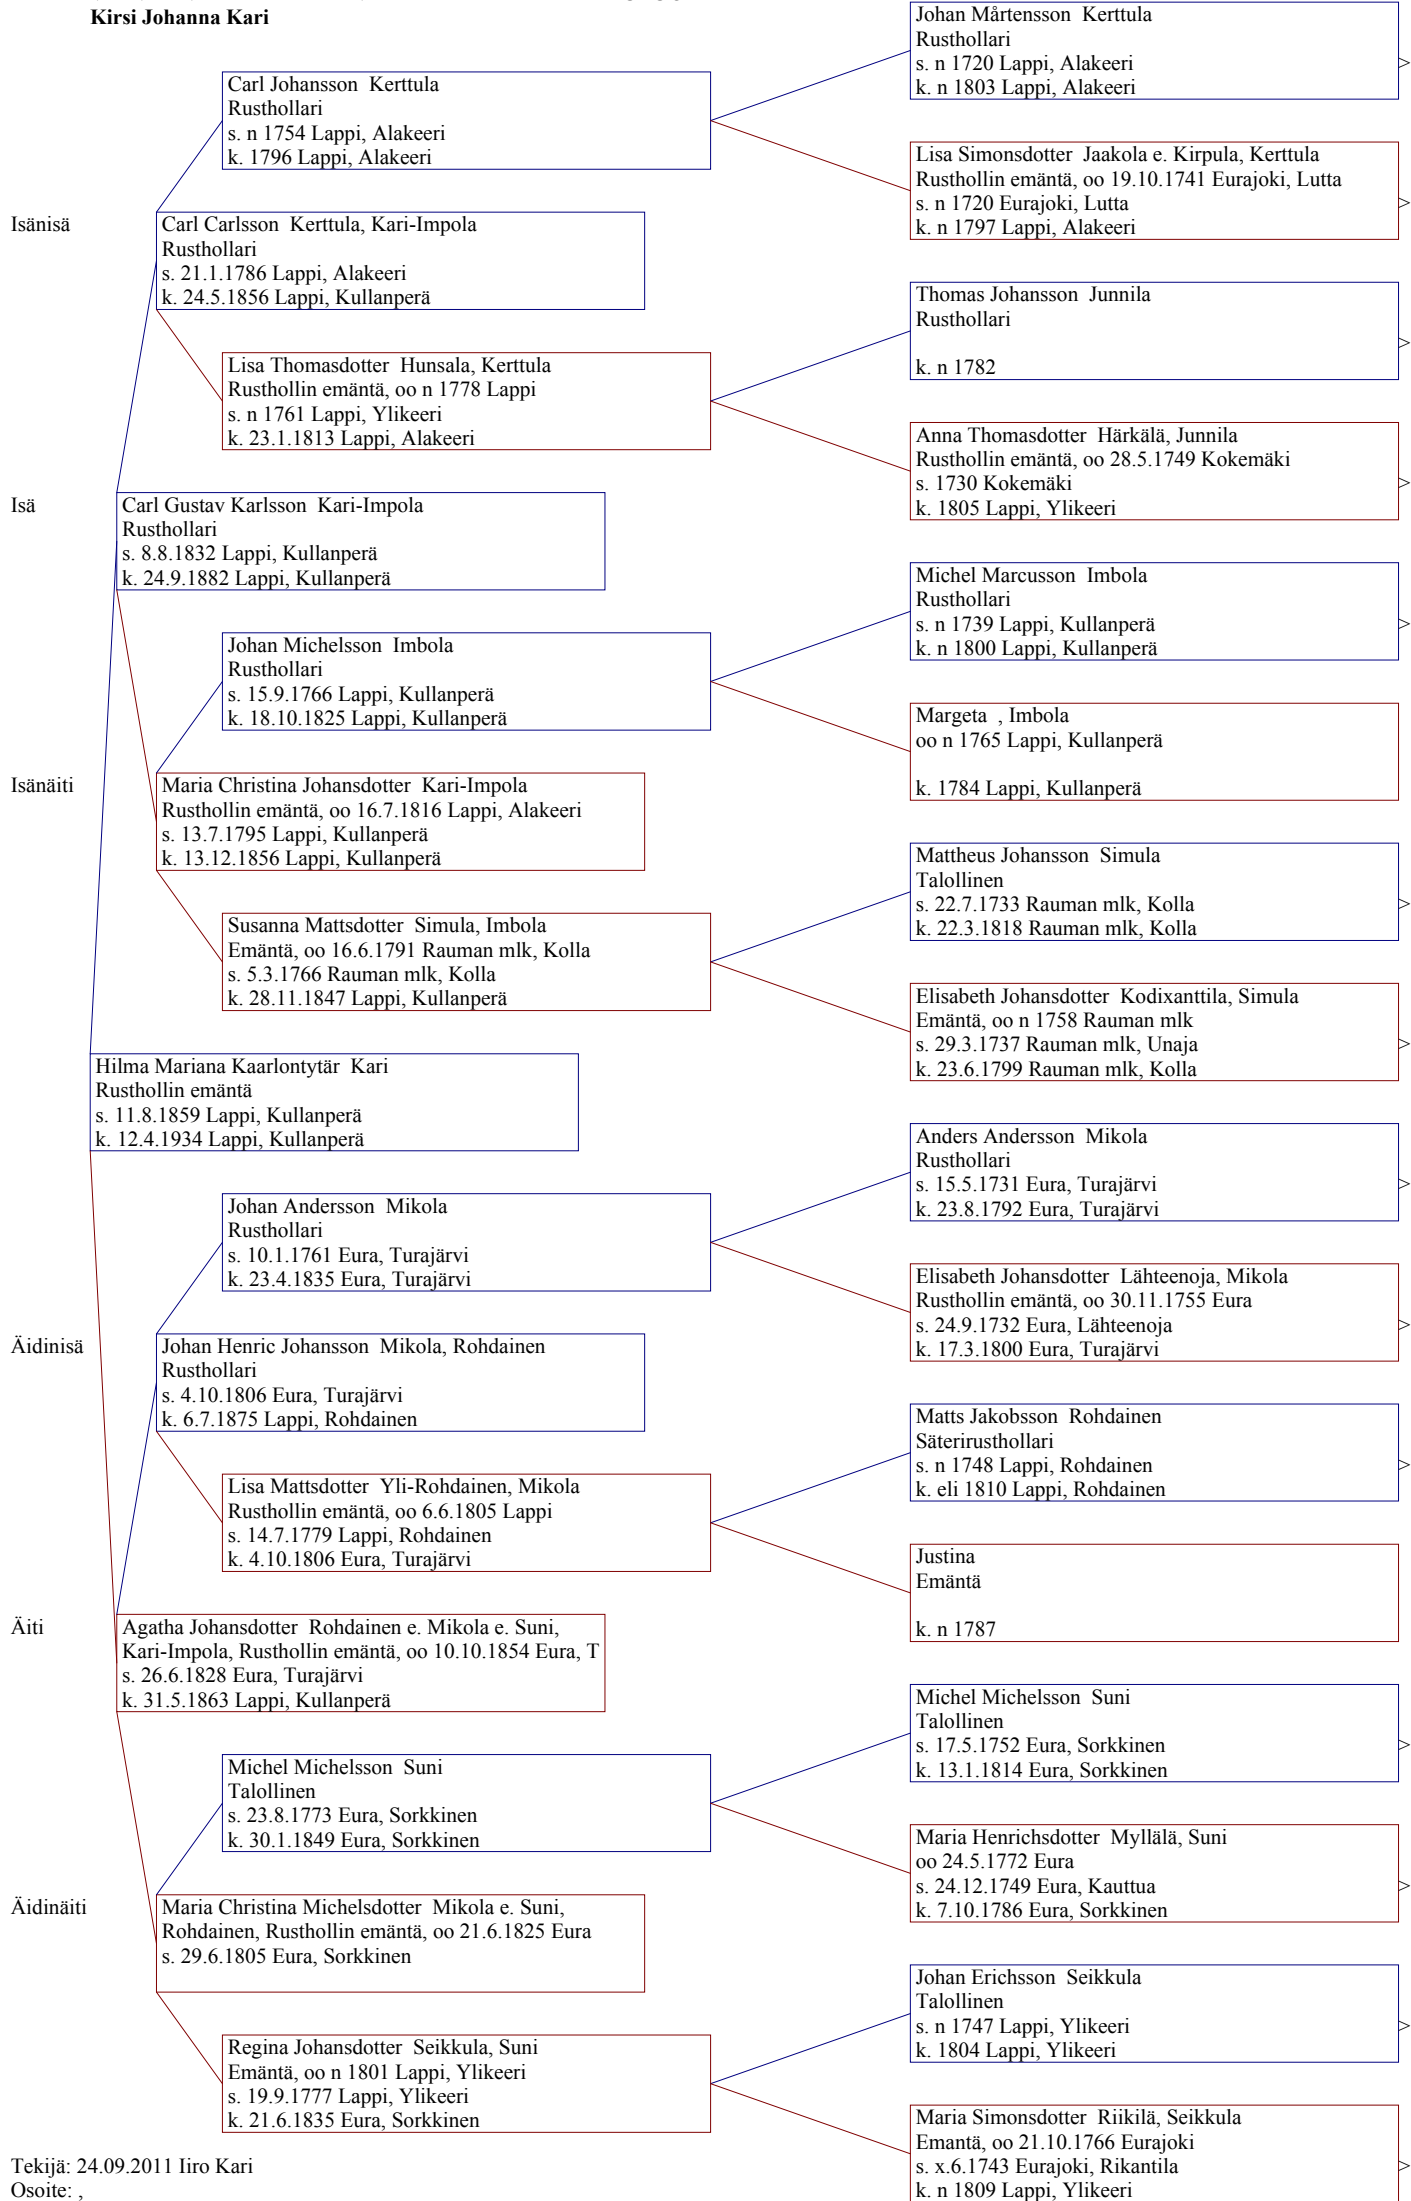 Kirsi Johanna Kari
Johan Mårtensson  Kerttula
Rusthollari
s. n 1720 Lappi, Alakeeri
k. n 1803 Lappi, Alakeeri
>
Carl Johansson  Kerttula
Rusthollari
s. n 1754 Lappi, Alakeeri
k. 1796 Lappi, Alakeeri
Lisa Simonsdotter  Jaakola e. Kirpula, Kerttula
Rusthollin emäntä, oo 19.10.1741 Eurajoki, Lutta
s. n 1720 Eurajoki, Lutta
k. n 1797 Lappi, Alakeeri
>
Isänisä
Carl Carlsson  Kerttula, Kari-Impola
Rusthollari
s. 21.1.1786 Lappi, Alakeeri
k. 24.5.1856 Lappi, Kullanperä
Thomas Johansson  Junnila
Rusthollari
k. n 1782
>
Lisa Thomasdotter  Hunsala, Kerttula
Rusthollin emäntä, oo n 1778 Lappi
s. n 1761 Lappi, Ylikeeri
k. 23.1.1813 Lappi, Alakeeri
Anna Thomasdotter  Härkälä, Junnila
Rusthollin emäntä, oo 28.5.1749 Kokemäki
s. 1730 Kokemäki
k. 1805 Lappi, Ylikeeri
>
Isä
Carl Gustav Karlsson  Kari-Impola
Rusthollari
s. 8.8.1832 Lappi, Kullanperä
k. 24.9.1882 Lappi, Kullanperä
Michel Marcusson  Imbola
Rusthollari
s. n 1739 Lappi, Kullanperä
k. n 1800 Lappi, Kullanperä
>
Johan Michelsson  Imbola
Rusthollari
s. 15.9.1766 Lappi, Kullanperä
k. 18.10.1825 Lappi, Kullanperä
Margeta  , Imbola
oo n 1765 Lappi, Kullanperä
k. 1784 Lappi, Kullanperä
Isänäiti
Maria Christina Johansdotter  Kari-Impola
Rusthollin emäntä, oo 16.7.1816 Lappi, Alakeeri
s. 13.7.1795 Lappi, Kullanperä
k. 13.12.1856 Lappi, Kullanperä
Mattheus Johansson  Simula
Talollinen
s. 22.7.1733 Rauman mlk, Kolla
k. 22.3.1818 Rauman mlk, Kolla
>
Susanna Mattsdotter  Simula, Imbola
Emäntä, oo 16.6.1791 Rauman mlk, Kolla
s. 5.3.1766 Rauman mlk, Kolla
k. 28.11.1847 Lappi, Kullanperä
Elisabeth Johansdotter  Kodixanttila, Simula
Emäntä, oo n 1758 Rauman mlk
s. 29.3.1737 Rauman mlk, Unaja
k. 23.6.1799 Rauman mlk, Kolla
>
Hilma Mariana Kaarlontytär  Kari
Rusthollin emäntä
s. 11.8.1859 Lappi, Kullanperä
k. 12.4.1934 Lappi, Kullanperä
Anders Andersson  Mikola
Rusthollari
s. 15.5.1731 Eura, Turajärvi
k. 23.8.1792 Eura, Turajärvi
>
Johan Andersson  Mikola
Rusthollari
s. 10.1.1761 Eura, Turajärvi
k. 23.4.1835 Eura, Turajärvi
Elisabeth Johansdotter  Lähteenoja, Mikola
Rusthollin emäntä, oo 30.11.1755 Eura
s. 24.9.1732 Eura, Lähteenoja
k. 17.3.1800 Eura, Turajärvi
>
Äidinisä
Johan Henric Johansson  Mikola, Rohdainen
Rusthollari
s. 4.10.1806 Eura, Turajärvi
k. 6.7.1875 Lappi, Rohdainen
Matts Jakobsson  Rohdainen
Säterirusthollari
s. n 1748 Lappi, Rohdainen
k. eli 1810 Lappi, Rohdainen
>
Lisa Mattsdotter  Yli-Rohdainen, Mikola
Rusthollin emäntä, oo 6.6.1805 Lappi
s. 14.7.1779 Lappi, Rohdainen
k. 4.10.1806 Eura, Turajärvi
Justina
Emäntä
k. n 1787
Äiti
Agatha Johansdotter  Rohdainen e. Mikola e. Suni,
Kari-Impola, Rusthollin emäntä, oo 10.10.1854 Eura, T
s. 26.6.1828 Eura, Turajärvi
k. 31.5.1863 Lappi, Kullanperä
Michel Michelsson  Suni
Talollinen
s. 17.5.1752 Eura, Sorkkinen
k. 13.1.1814 Eura, Sorkkinen
>
Michel Michelsson  Suni
Talollinen
s. 23.8.1773 Eura, Sorkkinen
k. 30.1.1849 Eura, Sorkkinen
Maria Henrichsdotter  Myllälä, Suni
oo 24.5.1772 Eura
s. 24.12.1749 Eura, Kauttua
k. 7.10.1786 Eura, Sorkkinen
>
Äidinäiti
Maria Christina Michelsdotter  Mikola e. Suni,
Rohdainen, Rusthollin emäntä, oo 21.6.1825 Eura
s. 29.6.1805 Eura, Sorkkinen
Johan Erichsson  Seikkula
Talollinen
s. n 1747 Lappi, Ylikeeri
k. 1804 Lappi, Ylikeeri
>
Regina Johansdotter  Seikkula, Suni
Emäntä, oo n 1801 Lappi, Ylikeeri
s. 19.9.1777 Lappi, Ylikeeri
k. 21.6.1835 Eura, Sorkkinen
Maria Simonsdotter  Riikilä, Seikkula
Emantä, oo 21.10.1766 Eurajoki
s. x.6.1743 Eurajoki, Rikantila
k. n 1809 Lappi, Ylikeeri
>
Tekijä: 24.09.2011 Iiro Kari
Osoite: ,